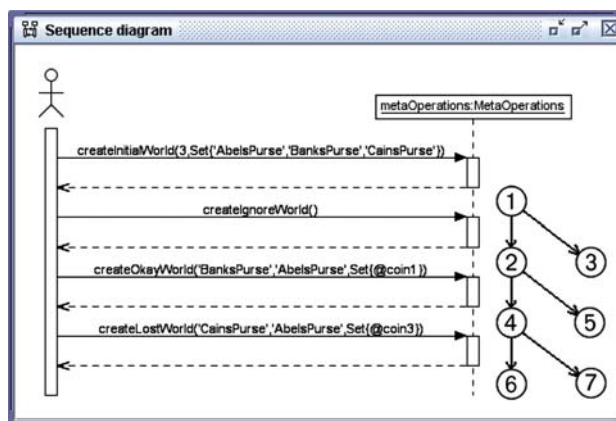 Sequence diagram
metaOperations:MetaOperations
createInitialWorld(3,Set{'AbelsPurse','BanksPurse','CainsPurse'})
createIgnoreWorld()
createOkayWorld('BanksPurse','AbelsPurse',Set{@coin1})
createLostWorld('CainsPurse','AbelsPurse',Set{@coin3})
1
3
2
5
4
6
7